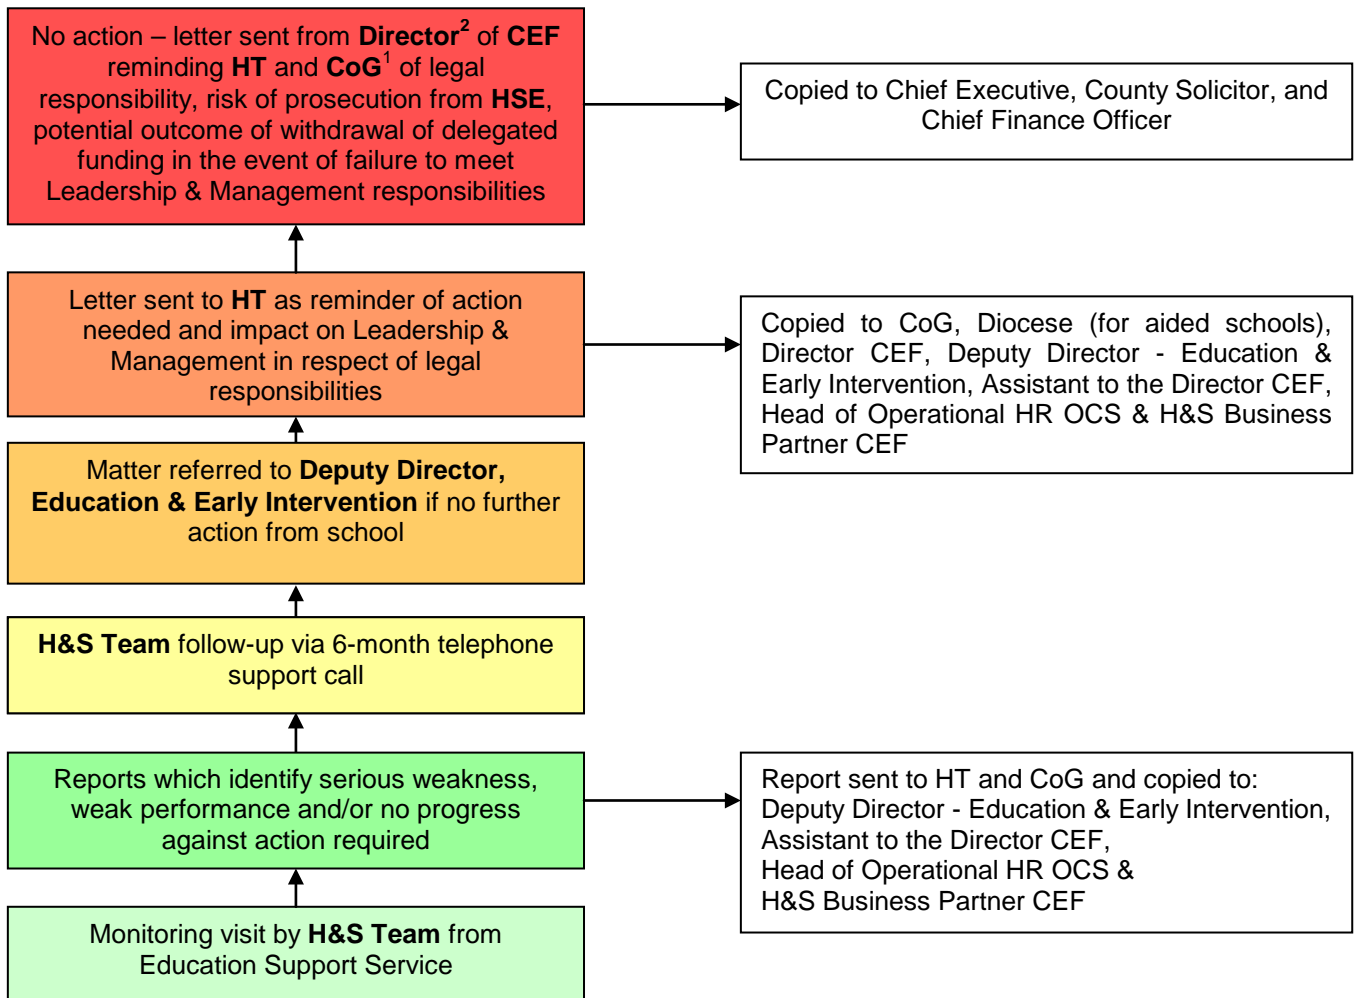 No action – letter sent from Director² of CEF
reminding HT and CoG¹ of legal
responsibility, risk of prosecution from HSE,
potential outcome of withdrawal of delegated
funding in the event of failure to meet
Leadership & Management responsibilities
Copied to Chief Executive, County Solicitor, and
Chief Finance Officer
Letter sent to HT as reminder of action
needed and impact on Leadership &
Management in respect of legal
responsibilities
Copied to CoG, Diocese (for aided schools),
Director CEF, Deputy Director - Education &
Early Intervention, Assistant to the Director CEF,
Head of Operational HR OCS & H&S Business
Partner CEF
Matter referred to Deputy Director,
Education & Early Intervention if no further
action from school
H&S Team follow-up via 6-month telephone
support call
Reports which identify serious weakness,
weak performance and/or no progress
against action required
Report sent to HT and CoG and copied to:
Deputy Director - Education & Early Intervention,
Assistant to the Director CEF,
Head of Operational HR OCS &
H&S Business Partner CEF
Monitoring visit by H&S Team from
Education Support Service